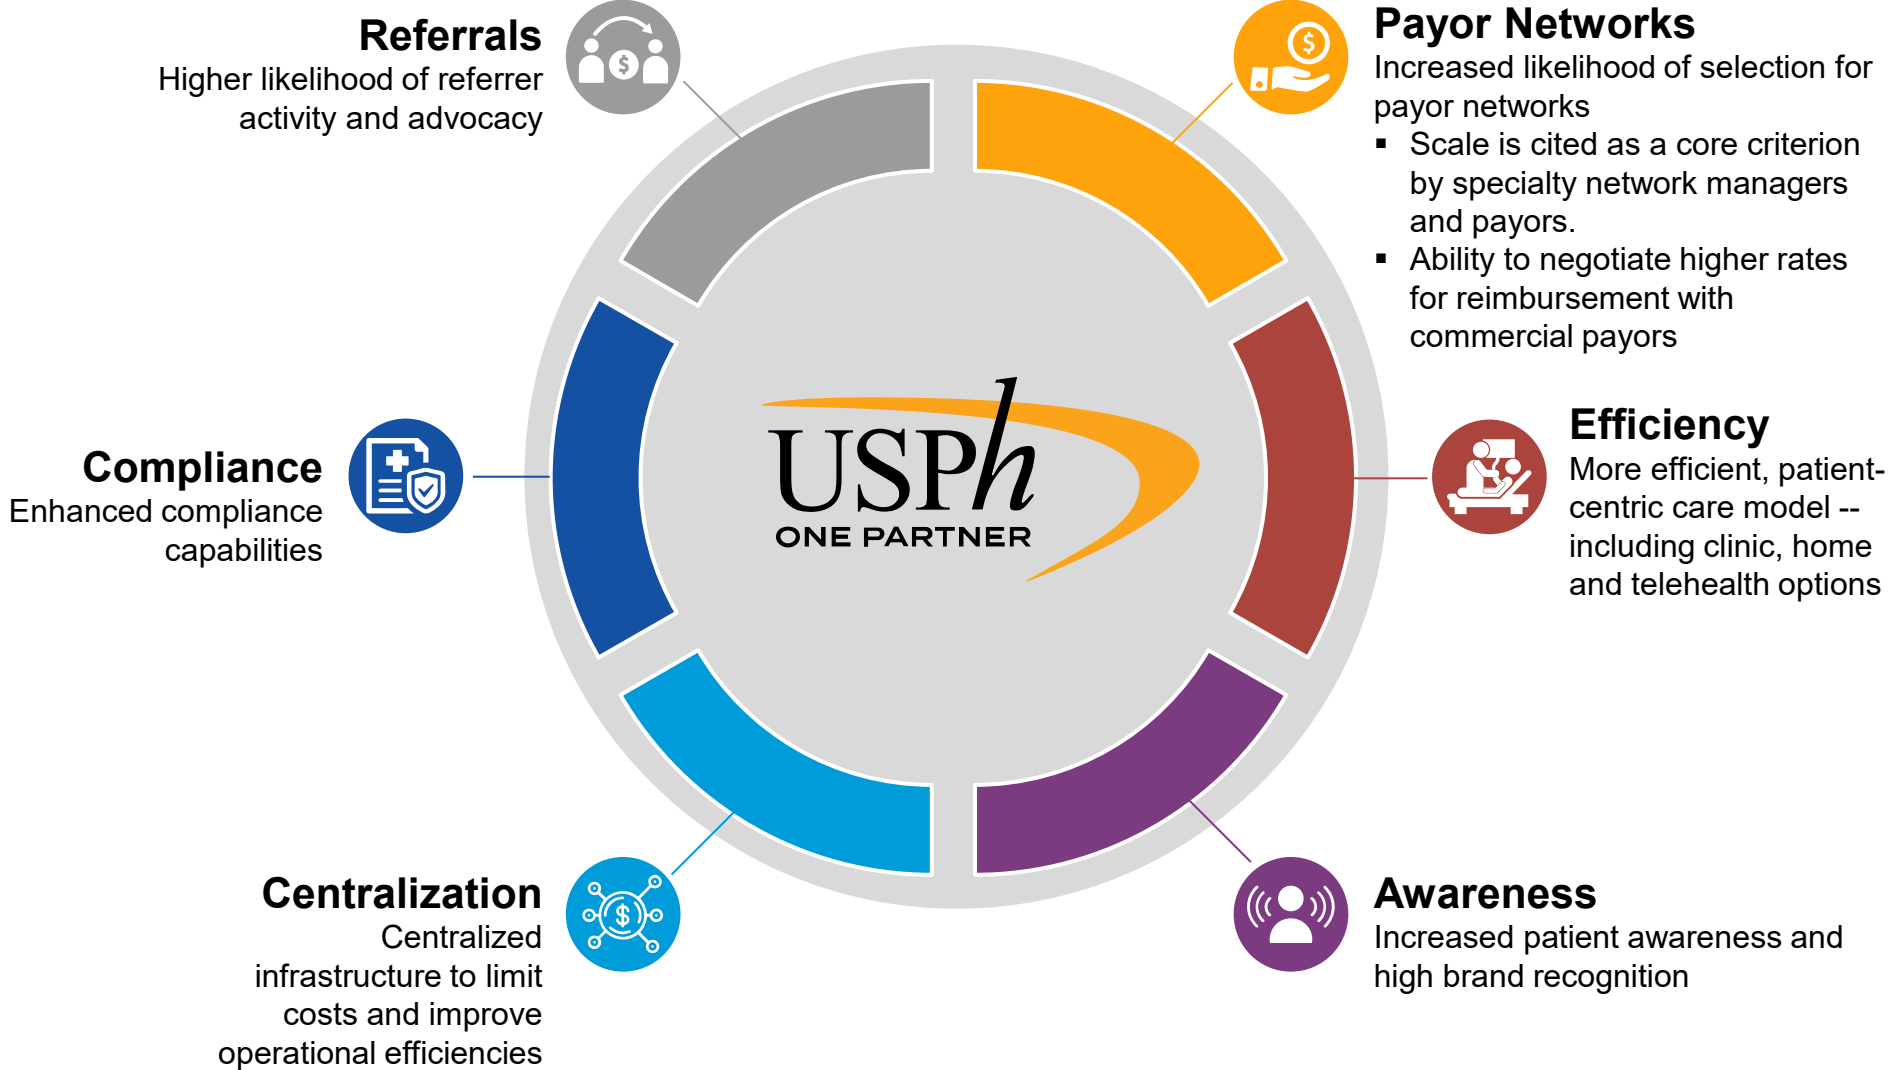 Referrals
Higher likelihood of referrer
activity and advocacy
$
$
Payor Networks
Increased likelihood of selection for
payor networks
▪ Scale is cited as a core criterion
by specialty network managers
and payors.
▪ Ability to negotiate higher rates
for reimbursement with
commercial payors
Compliance
Enhanced compliance
capabilities
USPh
ONE PARTNER
Efficiency
More efficient, patient-
centric care model --
including clinic, home
and telehealth options
Centralization
Centralized
infrastructure to limit
costs and improve
operational efficiencies
$
Awareness
Increased patient awareness and
high brand recognition